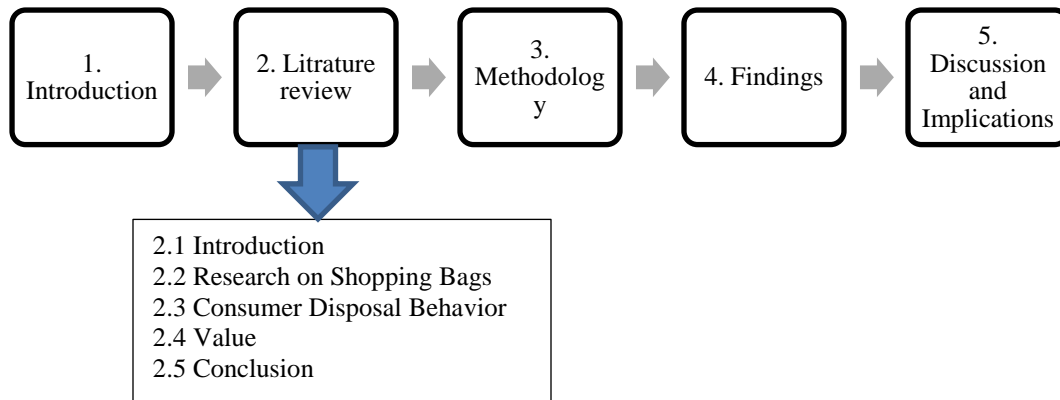 1.
Introduction
2. Litrature
review
3.
Methodolog
y
4. Findings
5.
Discussion
and
Implications
2.1 Introduction
2.2 Research on Shopping Bags
2.3 Consumer Disposal Behavior
2.4 Value
2.5 Conclusion